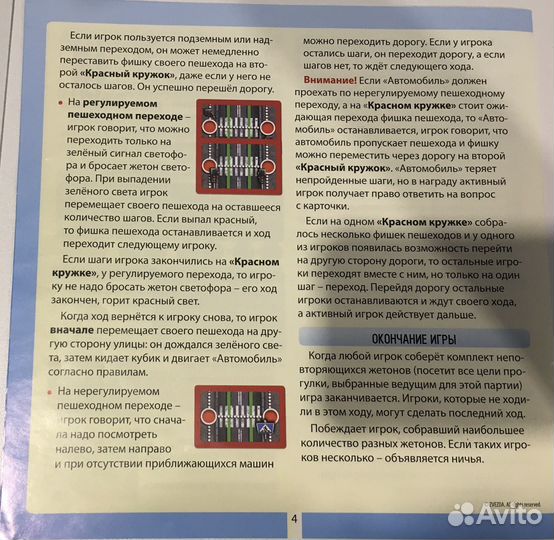 Если игрок пользуется подземным или над-
земным переходом, он может немедленно
переставить фишку своего пешехода на вто-
рой «Красный кружок», даже если у него не
осталось шагов. Он успешно перешёл дорогу.
• На регулируемом
пешеходном переходе –
игрок говорит, что можно
переходить только на
зелёный сигнал светофо-
ра и бросает жетон свето-
фора. При выпадении
зелёного света игрок
перемещает своего пешехода на оставшееся
количество шагов. Если выпал красный,
то фишка пешехода останавливается и ход
переходит следующему игроку.
Если шаги игрока закончились на «Красном
кружке», у регулируемого перехода, то игро-
ку не надо бросать жетон светофора – его ход
закончен, горит красный свет.
Когда ход вернётся к игроку снова, то игрок
вначале перемещает своего пешехода на дру-
гую сторону улицы: он дождался зелёного све-
та, затем кидает кубик и двигает «Автомобиль»
согласно правилам.
• На нерегулируемом
пешеходном переходе –
игрок говорит, что снача-
ла надо посмотреть
налево, затем направо
и при отсутствии приближающихся машин
можно переходить дорогу. Если у игрока
остались шаги, он переходит дорогу, а если
шагов нет, то ждёт следующего хода.
Внимание! Если «Автомобиль» должен
проехать по нерегулируемому пешеходному
переходу, а на «Красном кружке» стоит ожи-
дающая перехода фишка пешехода, то «Авто-
мобиль» останавливается, игрок говорит, что
автомобиль пропускает пешехода и фишку
можно переместить через дорогу на второй
«Красный кружок». «Автомобиль» теряет
непройденные шаги, но в награду активный
игрок получает право ответить на вопрос
с карточки.
Если на одном «Красном кружке» собра-
лось несколько фишек пешеходов и у одного
из игроков появилась возможность перейти
на другую сторону дороги, то остальные игро-
ки переходят вместе с ним, но только на один
шаг – переход. Перейдя дорогу остальные
игроки останавливаются и ждут своего хода,
а активный игрок действует дальше.
ОКОНЧАНИЕ ИГРЫ
Когда любой игрок соберёт комплект непо-
вторяющихся жетонов (посетит все цели про-
гулки, выбранные ведущим для этой партии)
игра заканчивается. Игроки, которые не ходи-
ли в этом ходу, могут сделать последний ход.
Побеждает игрок, собравший наибольшее
количество разных жетонов. Если таких игро-
ков несколько – объявляется ничья.
ZVEZDA. All rights reserved.
4
Avito